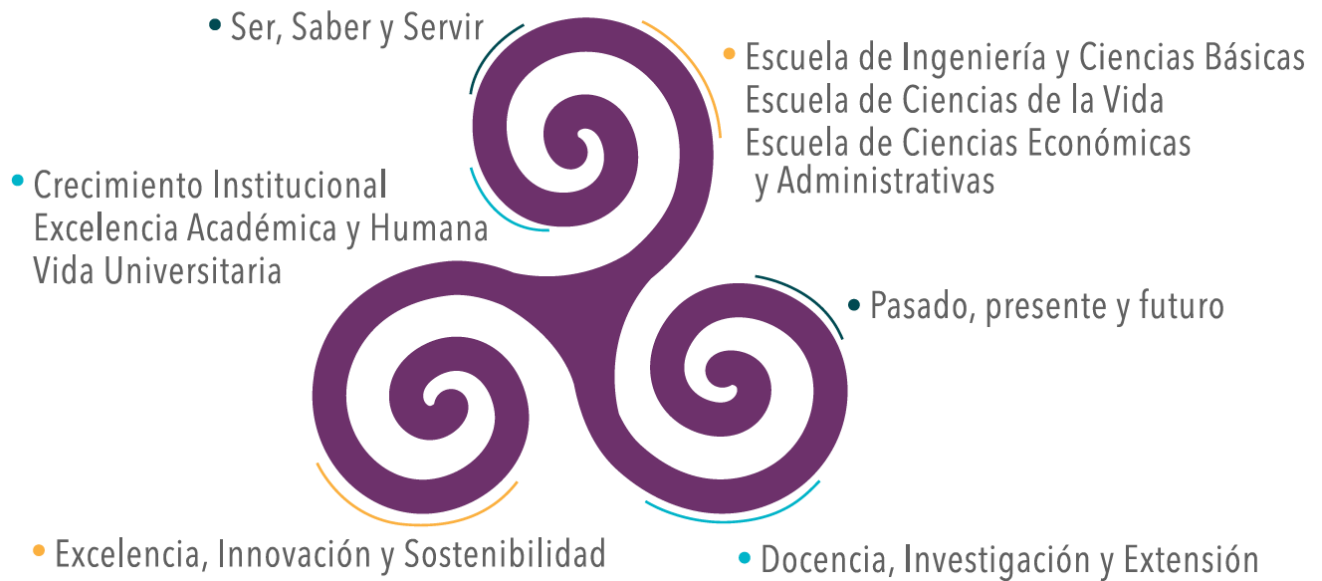 • Ser, Saber y Servir
• Escuela de Ingeniería y Ciencias Básicas
Escuela de Ciencias de la Vida
Escuela de Ciencias Económicas
y Administrativas
• Crecimiento Institucional
Excelencia Académica y Humana
Vida Universitaria
• Pasado, presente y futuro
• Excelencia, Innovación y Sostenibilidad
• Docencia, Investigación y Extensión